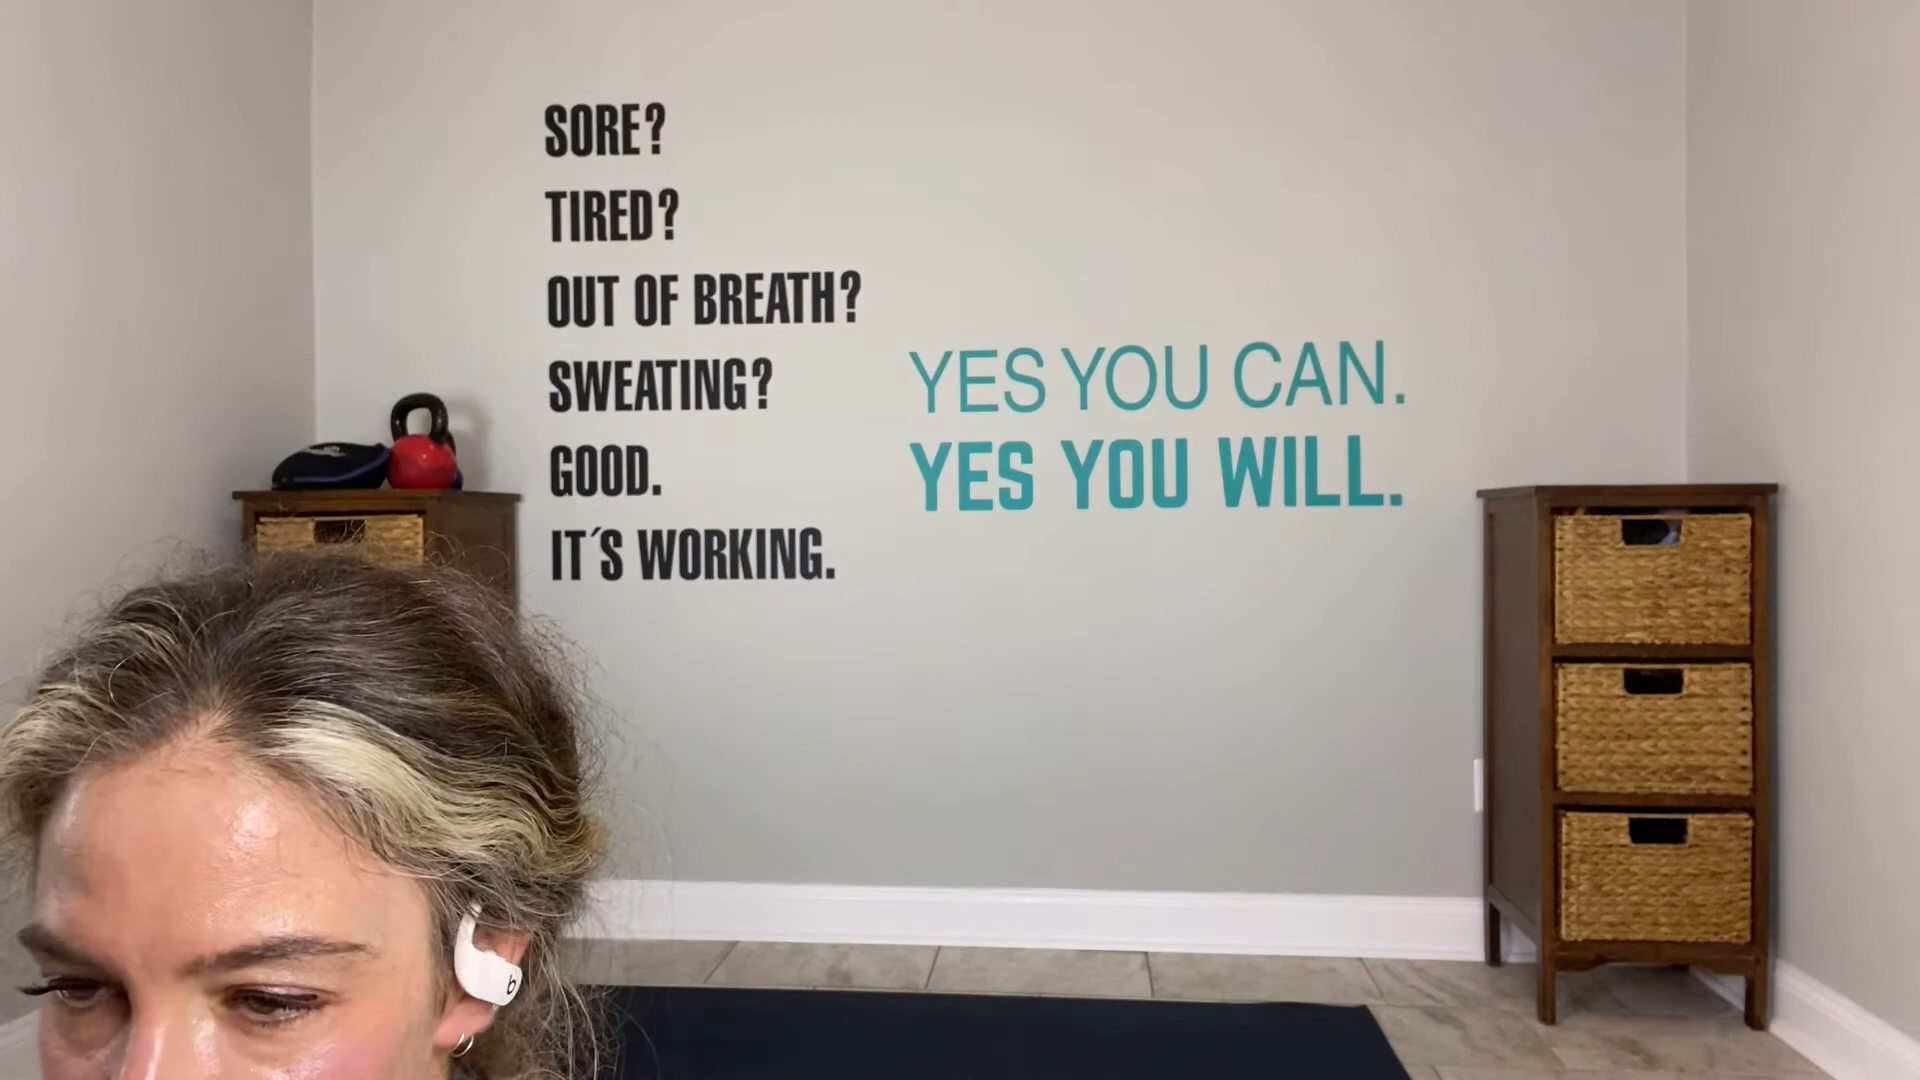 SORE?
TIRED?
OUT OF BREATH?
SWEATING?
GOOD.
IT´S WORKING.
YES YOU CAN.
YES YOU WILL.
b